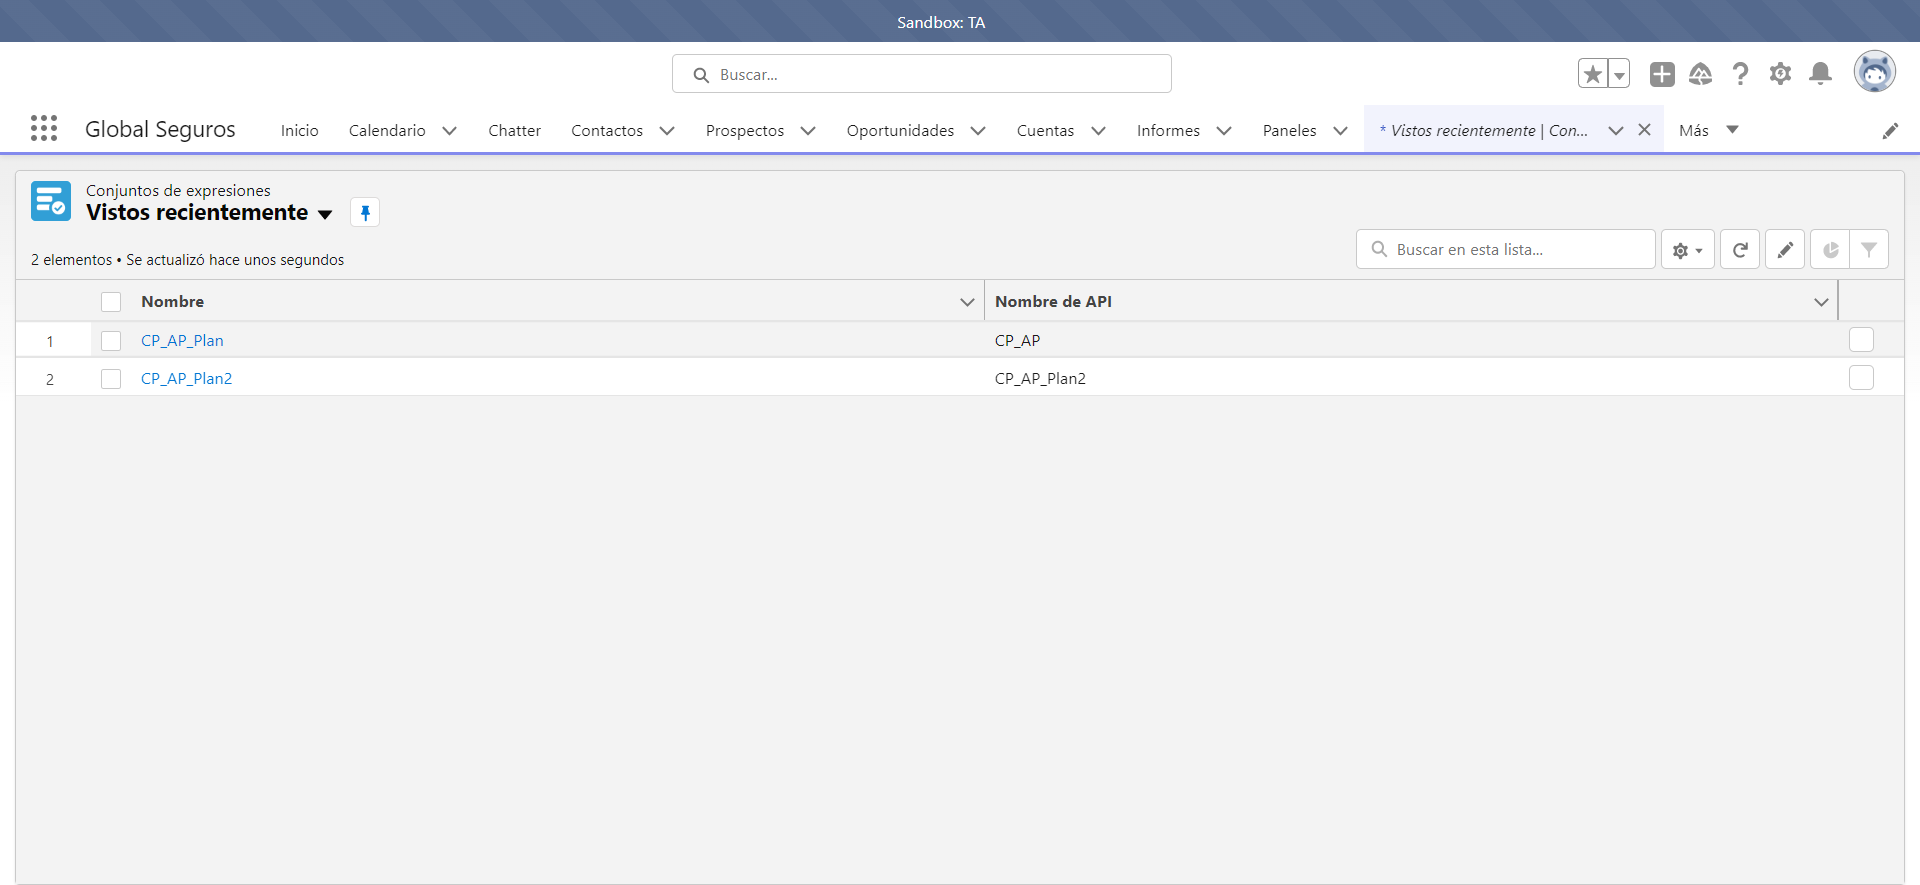 Sandbox: TA
Buscar...
Global Seguros
Inicio
Calendario
Chatter
Contactos
Prospectos
Oportunidades
Cuentas
Informes
Paneles
* Vistos recientemente | Con...
Más
Conjuntos de expresiones
Vistos recientemente
2 elementos • Se actualizó hace unos segundos
Buscar en esta lista...
Nombre
Nombre de API
1 CP_AP_Plan CP_AP
2 CP_AP_Plan2 CP_AP_Plan2